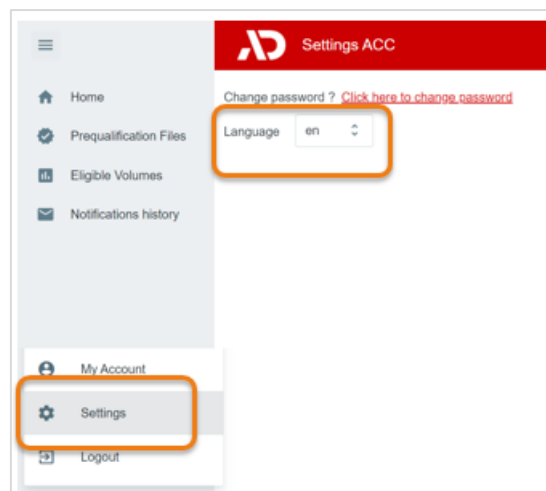 Settings ACC
Home
Prequalification Files
Eligible Volumes
Notifications history
My Account
Settings
Logout
Change password ? Click here to change password
Language en